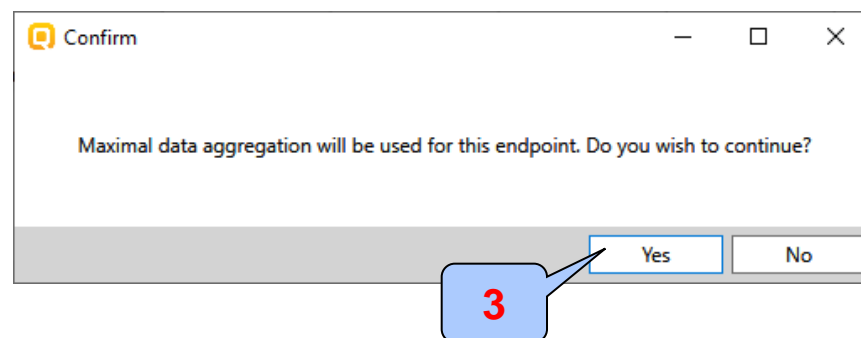 Confirm
Maximal data aggregation will be used for this endpoint. Do you wish to continue?
Yes No
3